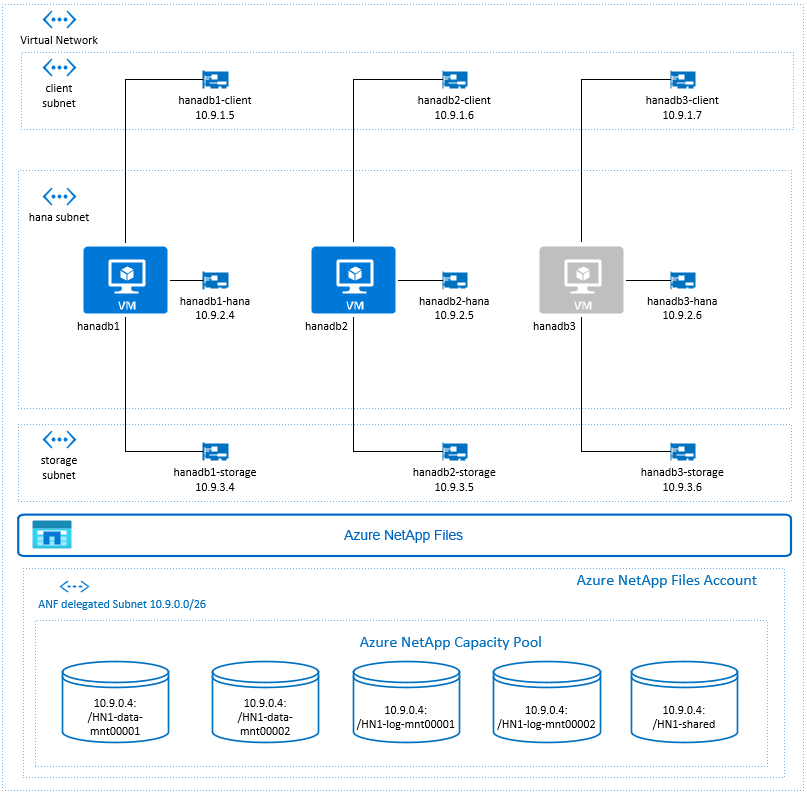 Virtual Network
client
subnet
hanadb1-client
10.9.1.5
hanadb2-client
10.9.1.6
hanadb3-client
10.9.1.7
hana subnet
VM
hanadb1
hanadb1-hana
10.9.2.4
VM
hanadb2
hanadb2-hana
10.9.2.5
VM
hanadb3
hanadb3-hana
10.9.2.6
storage
subnet
hanadb1-storage
10.9.3.4
hanadb2-storage
10.9.3.5
hanadb3-storage
10.9.3.6
Azure NetApp Files
Azure NetApp Files Account
ANF delegated Subnet 10.9.0.0/26
Azure NetApp Capacity Pool
10.9.0.4:
/HN1-data-
mnt00001
10.9.0.4:
/HN1-data-
mnt00002
10.9.0.4:
/HN1-log-mnt00001
10.9.0.4:
/HN1-log-mnt00002
10.9.0.4:
/HN1-shared